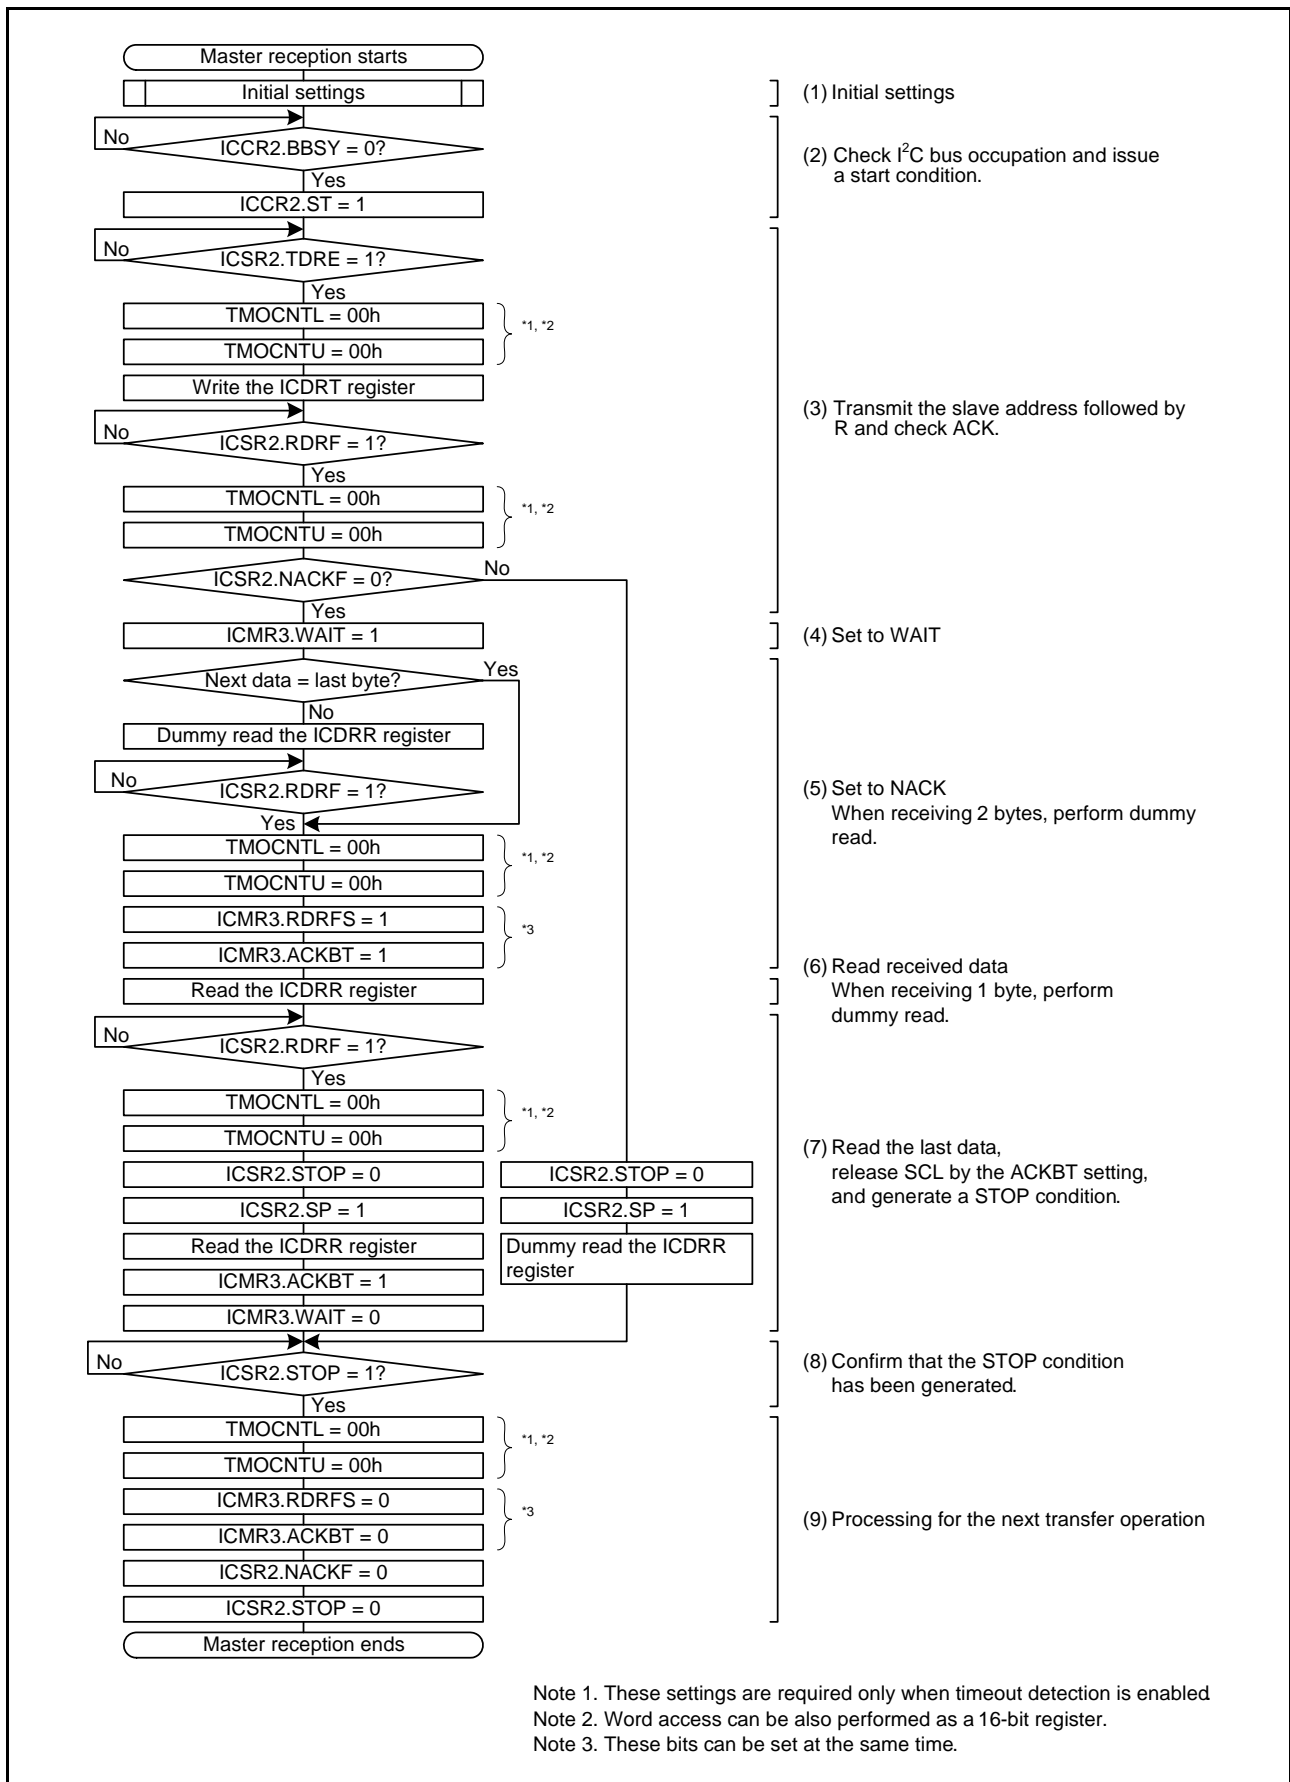 Master reception starts
Initial settings
(1) Initial settings
No
ICCR2.BBSY = 0?
Yes
(2) Check I²C bus occupation and issue
a start condition.
ICCR2.ST = 1
No
ICSR2.TDRE = 1?
Yes
TMOCNTL = 00h
*1, *2
TMOCNTU = 00h
Write the ICDRT register
No
ICSR2.RDRF = 1?
Yes
(3) Transmit the slave address followed by
R and check ACK.
TMOCNTL = 00h
*1, *2
TMOCNTU = 00h
ICSR2.NACKF = 0?
No
Yes
ICMR3.WAIT = 1
(4) Set to WAIT
Next data = last byte?
Yes
No
Dummy read the ICDRR register
No
ICSR2.RDRF = 1?
Yes
(5) Set to NACK
When receiving 2 bytes, perform dummy
read.
TMOCNTL = 00h
*1, *2
TMOCNTU = 00h
ICMR3.RDRFS = 1
*3
ICMR3.ACKBT = 1
Read the ICDRR register
(6) Read received data
When receiving 1 byte, perform
dummy read.
No
ICSR2.RDRF = 1?
Yes
TMOCNTL = 00h
*1, *2
TMOCNTU = 00h
ICSR2.STOP = 0
ICSR2.SP = 1
Read the ICDRR register
ICMR3.ACKBT = 1
ICMR3.WAIT = 0
ICSR2.STOP = 0
ICSR2.SP = 1
Dummy read the ICDRR
register
(7) Read the last data,
release SCL by the ACKBT setting,
and generate a STOP condition.
No
ICSR2.STOP = 1?
Yes
(8) Confirm that the STOP condition
has been generated.
TMOCNTL = 00h
*1, *2
TMOCNTU = 00h
ICMR3.RDRFS = 0
*3
ICMR3.ACKBT = 0
ICSR2.NACKF = 0
ICSR2.STOP = 0
(9) Processing for the next transfer operation
Master reception ends
Note 1. These settings are required only when timeout detection is enabled.
Note 2. Word access can be also performed as a 16-bit register.
Note 3. These bits can be set at the same time.